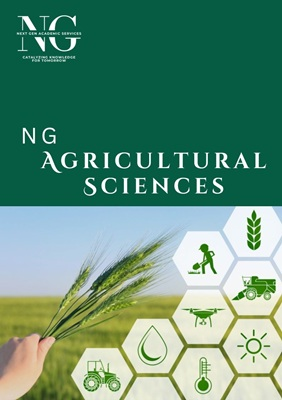 NG
NEXT GEN ACADEMIC SERVICES
CATALYZING KNOWLEDGE
FOR TOMORROW
NG
AGRICULTURAL
SCIENCES